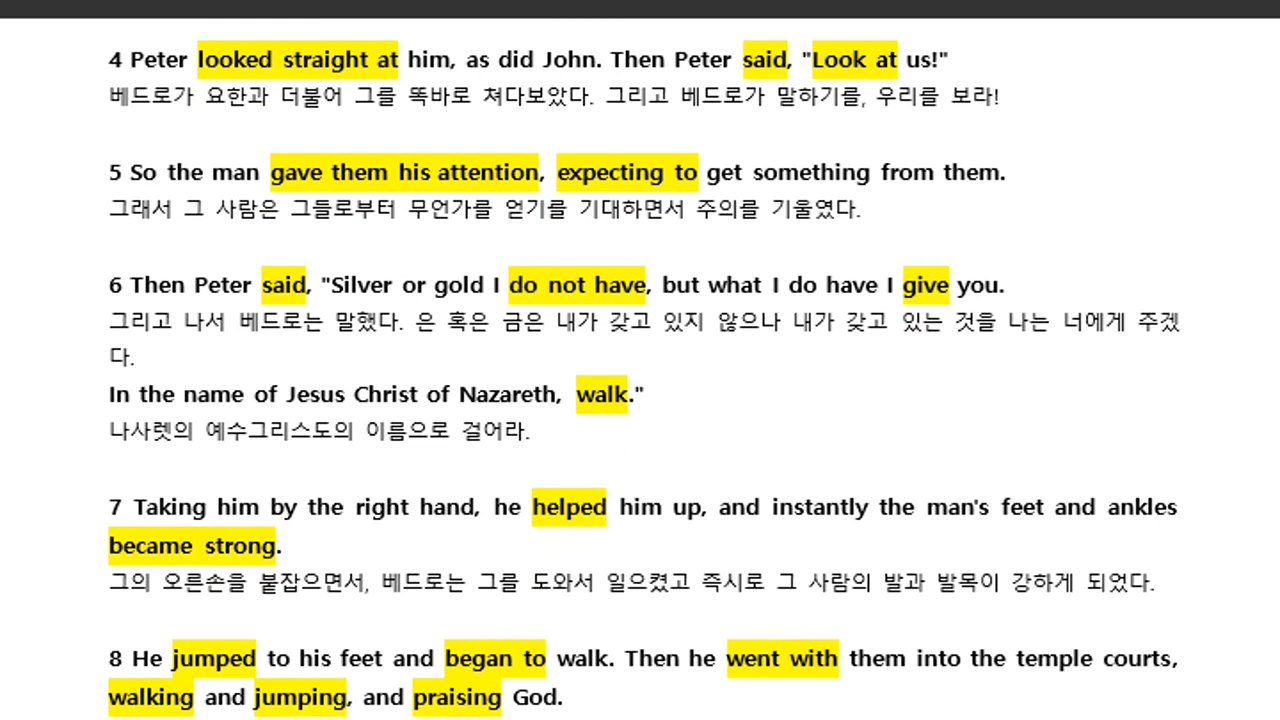 4 Peter looked straight at him, as did John. Then Peter said, "Look at us!"
베드로가 요한과 더불어 그를 똑바로 쳐다보았다. 그리고 베드로가 말하기를, 우리를 보라!
5 So the man gave them his attention, expecting to get something from them.
그래서 그 사람은 그들로부터 무언가를 얻기를 기대하면서 주의를 기울였다.
6 Then Peter said, "Silver or gold I do not have, but what I do have I give you.
그리고 나서 베드로는 말했다. 은 혹은 금은 내가 갖고 있지 않으나 내가 갖고 있는 것을 나는 너에게 주겠
다.
In the name of Jesus Christ of Nazareth, walk."
나사렛의 예수그리스도의 이름으로 걸어라.
7 Taking him by the right hand, he helped him up, and instantly the man's feet and ankles
became strong.
그의 오른손을 붙잡으면서, 베드로는 그를 도와서 일으켰고 즉시로 그 사람의 발과 발목이 강하게 되었다.
8 He jumped to his feet and began to walk. Then he went with them into the temple courts,
walking and jumping, and praising God.